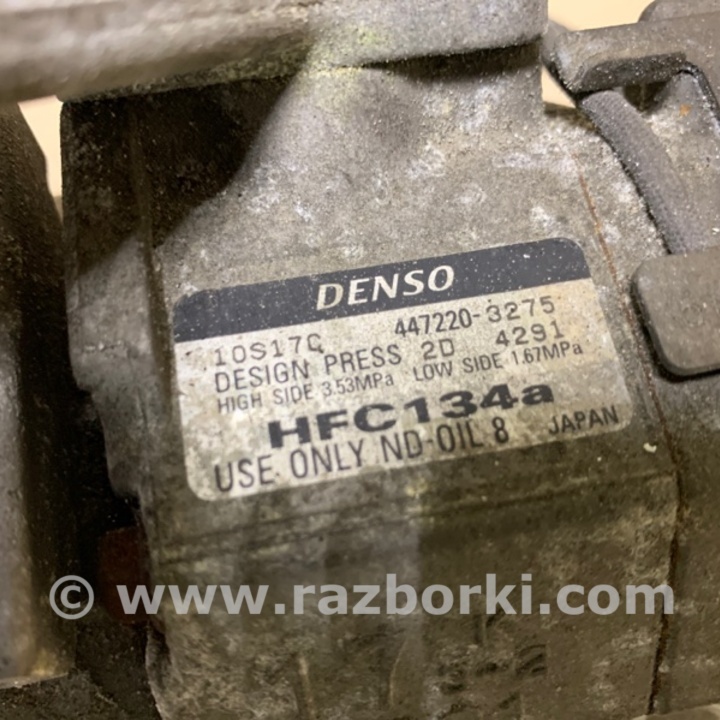 DENSO
10S17C 447220-3275
DESIGN PRESS 2D 4291
HIGH SIDE 3.53MPa LOW SIDE 1.67MPa
HFC134a
USE ONLY ND-OIL 8 JAPAN
© www.razborki.com